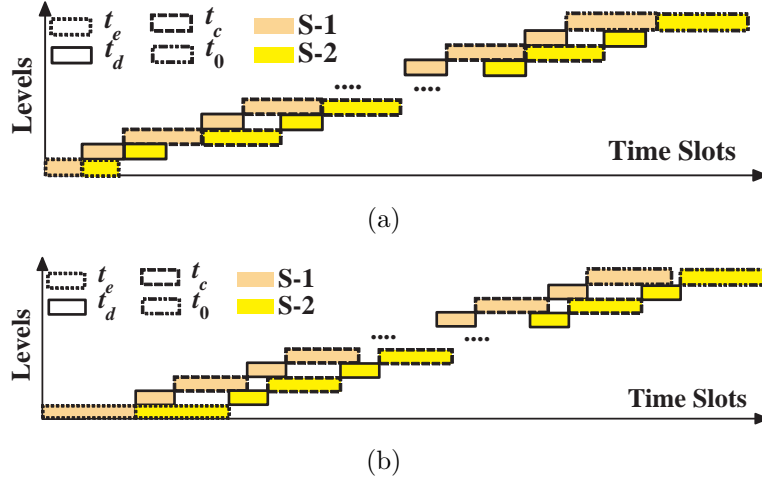 t_e t_c S-1
t_d t_0 S-2
Levels
....
....
Time Slots
(a)
t_e t_c S-1
t_d t_0 S-2
Levels
....
....
Time Slots
(b)